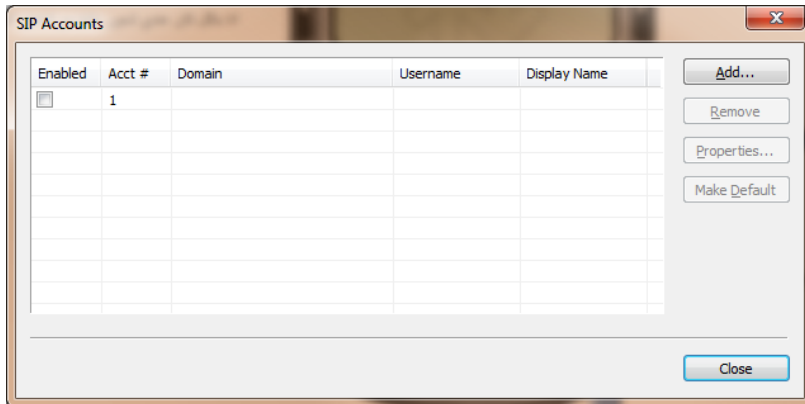 SIP Accounts
Enabled Acct # Domain Username Display Name
1
Add...
Remove
Properties...
Make Default
Close